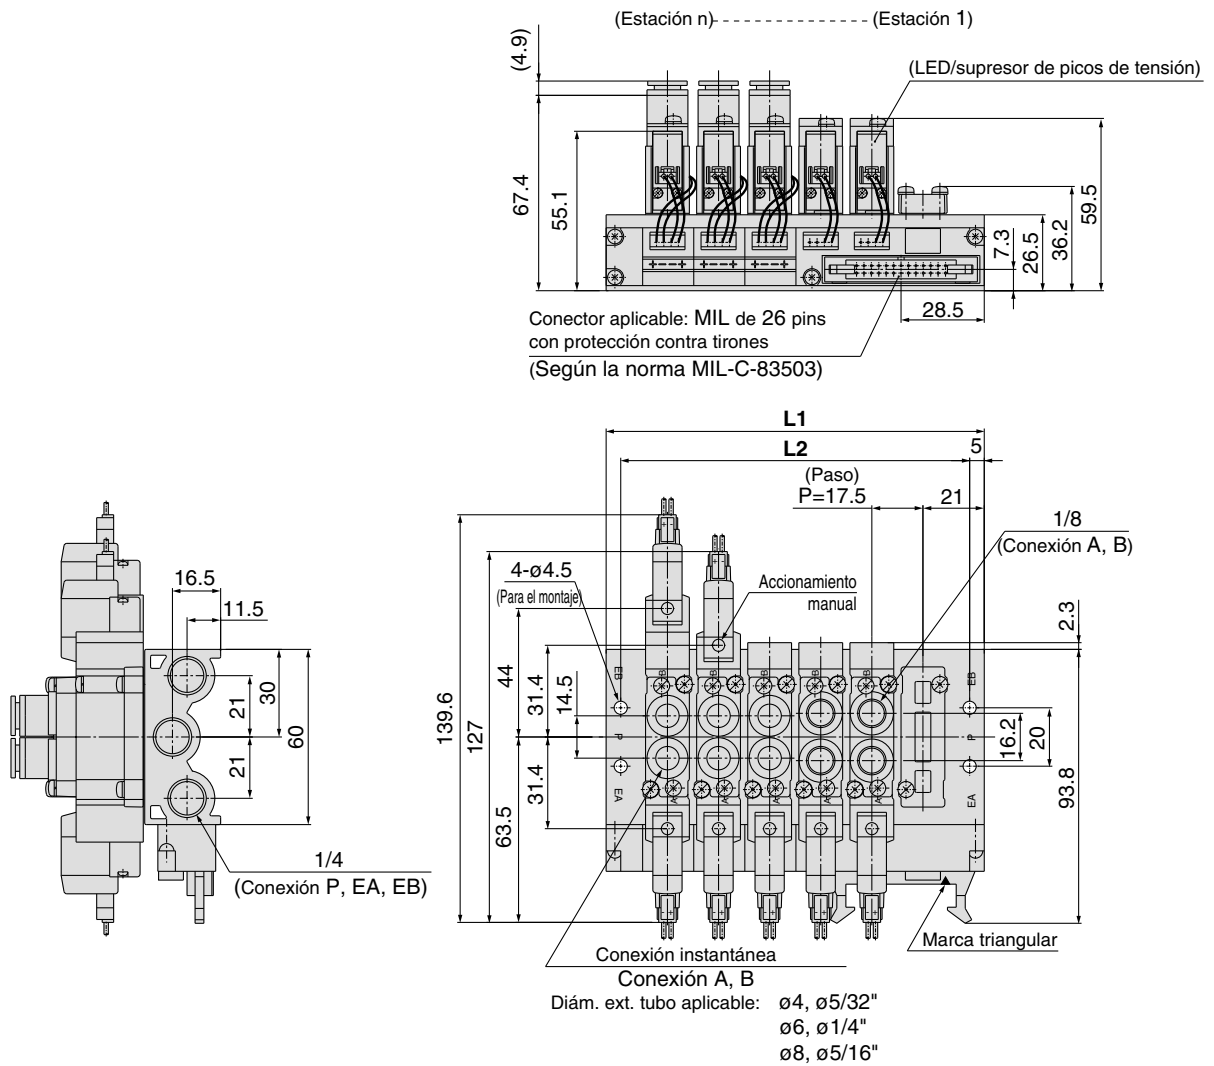 (Estación n)
(Estación 1)
(LED/supresor de picos de tensión)
(4.9)
67.4
55.1
7.3
26.5
36.2
59.5
28.5
Conector aplicable: MIL de 26 pins
con protección contra tirones
(Según la norma MIL-C-83503)
L1
L2
5
(Paso)
P=17.5
21
1/8
(Conexión A, B)
4-ø4.5
(Para el montaje)
Accionamiento
manual
16.5
11.5
21
30
21
60
1/4
(Conexión P, EA, EB)
139.6
127
44
31.4
14.5
63.5
31.4
2.3
16.2
20
93.8
EB
P
EA
EB
P
EA
B
B
B
B
B
A
A
A
A
A
Conexión instantánea
Conexión A, B
Diám. ext. tubo aplicable: ø4, ø5/32"
ø6, ø1/4"
ø8, ø5/16"
Marca triangular